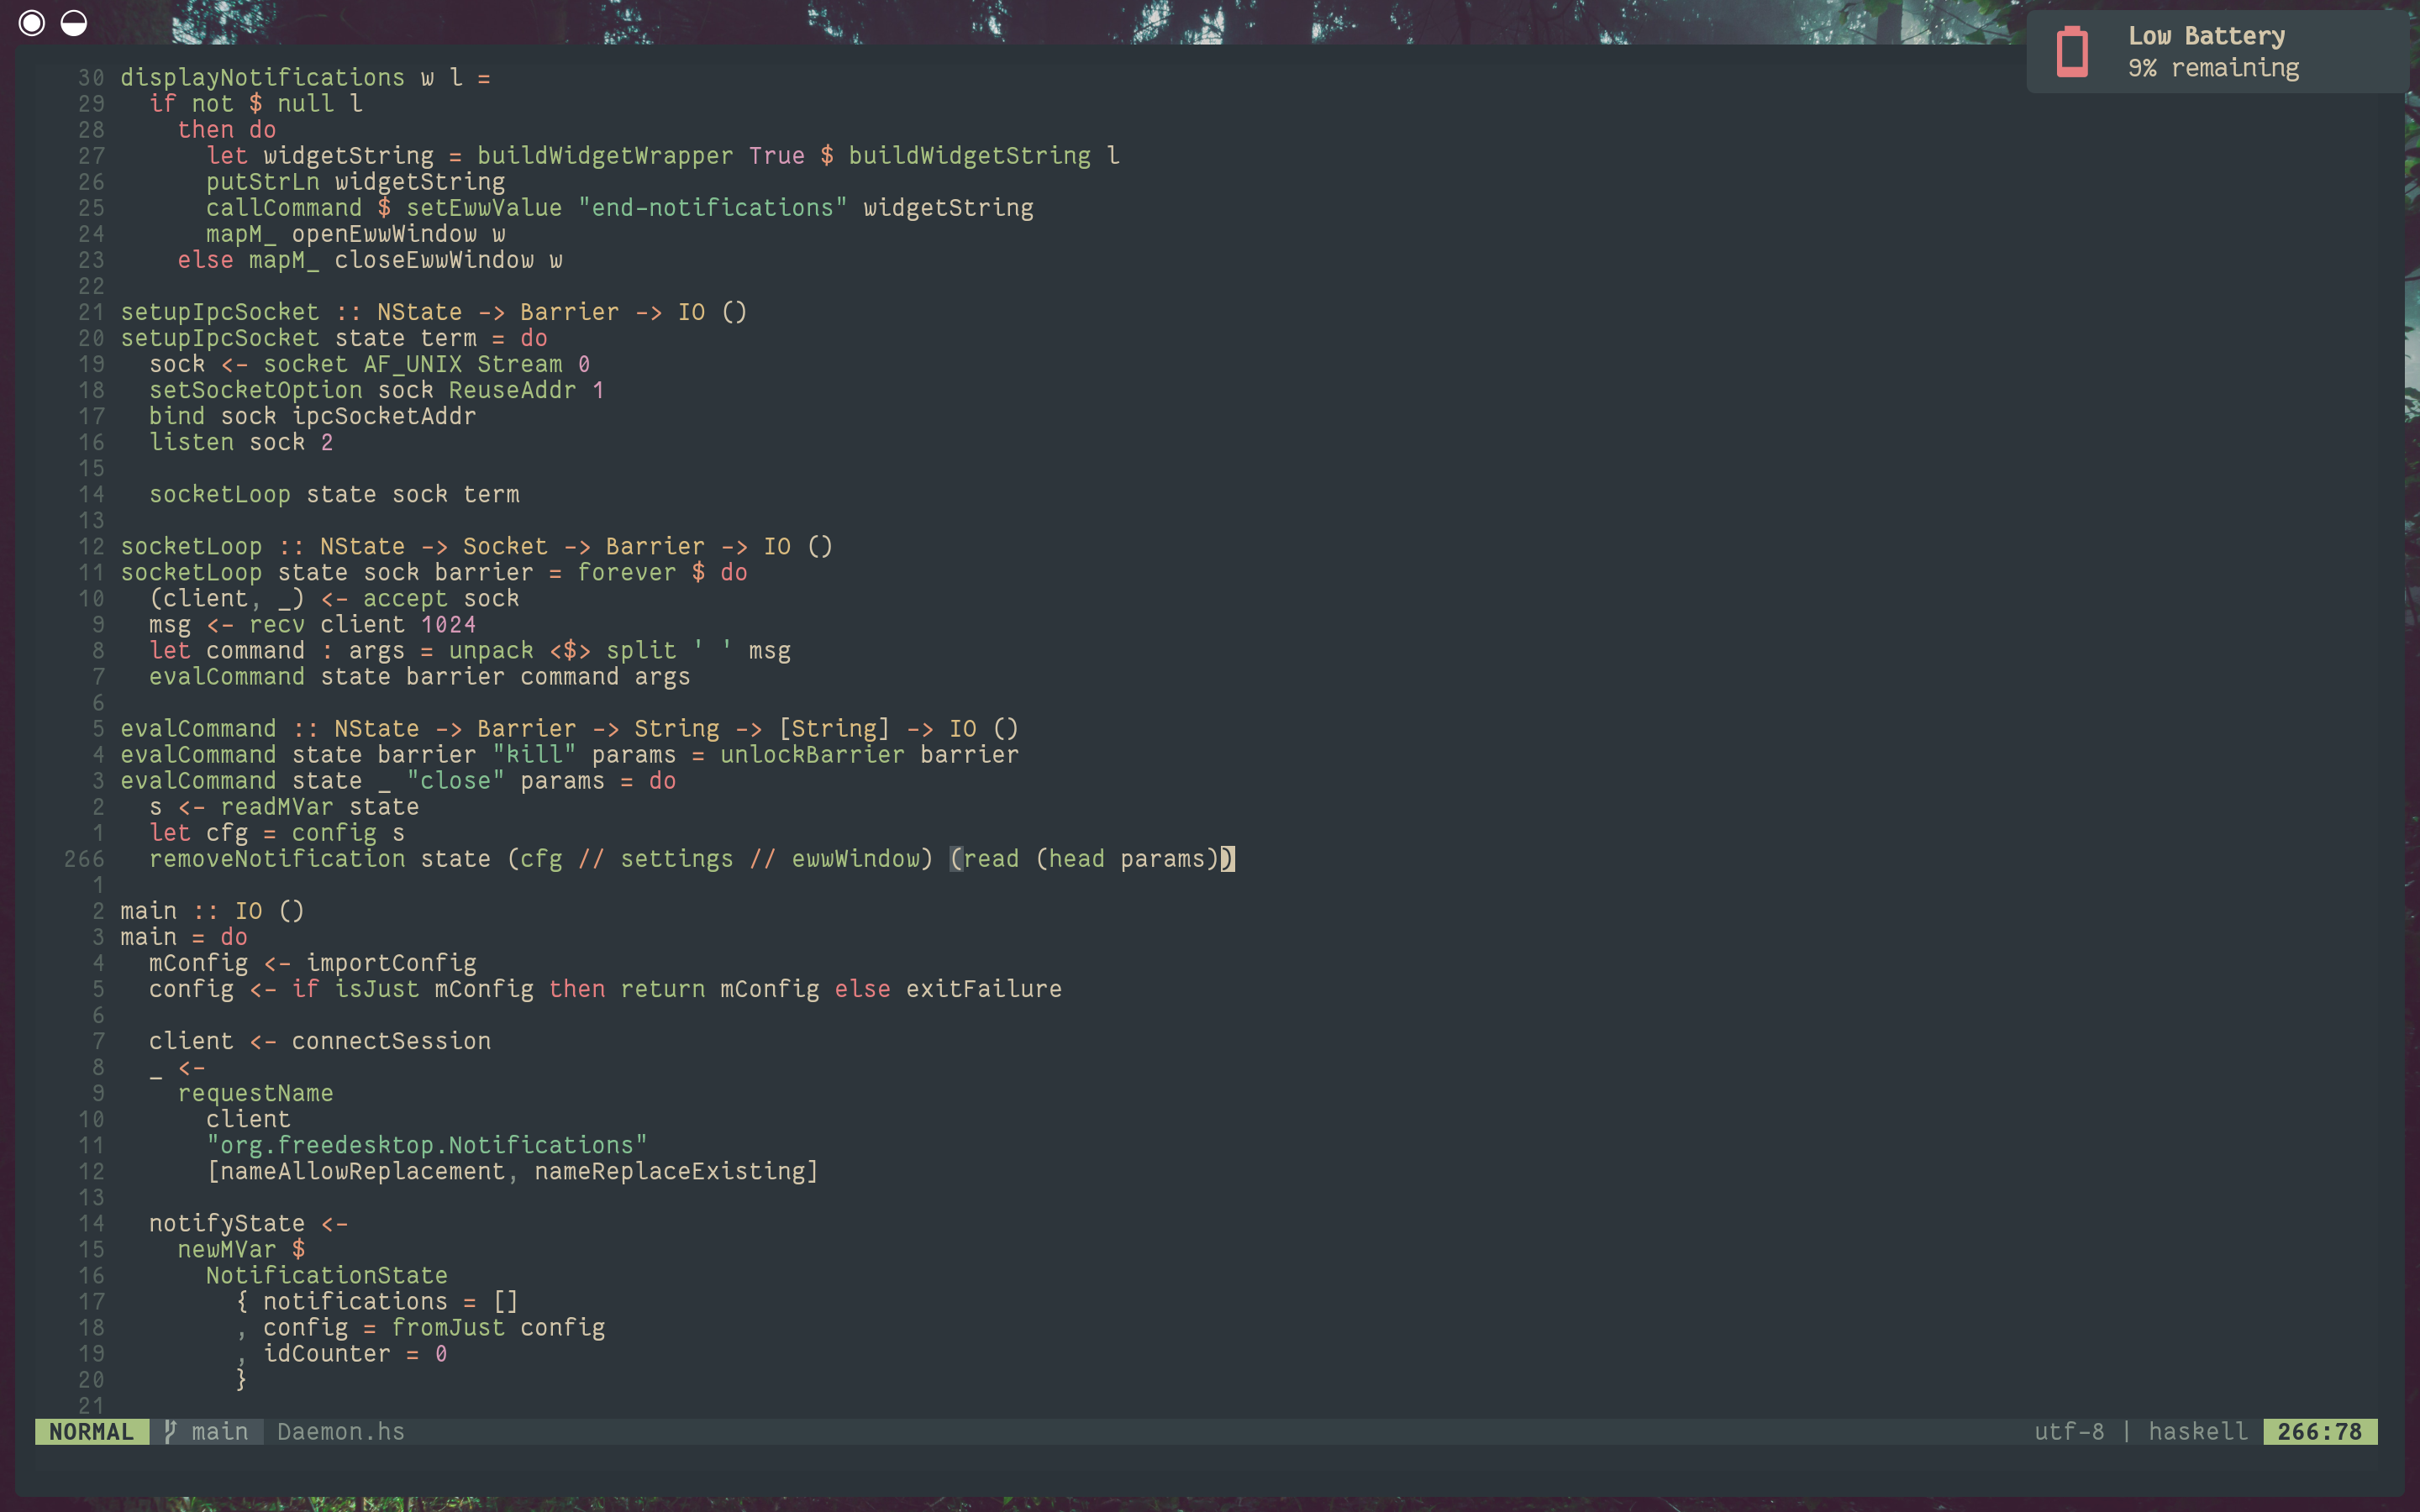 Low Battery
9% remaining
30 displayNotifications w l =
29   if not $ null l
28     then do
27       let widgetString = buildWidgetWrapper True $ buildWidgetString l
26       putStrLn widgetString
25       callCommand $ setEwwValue "end-notifications" widgetString
24       mapM_ openEwwWindow w
23     else mapM_ closeEwwWindow w
22
21 setupIpcSocket :: NState -> Barrier -> IO ()
20 setupIpcSocket state term = do
19   sock <- socket AF_UNIX Stream 0
18   setSocketOption sock ReuseAddr 1
17   bind sock ipcSocketAddr
16   listen sock 2
15
14   socketLoop state sock term
13
12 socketLoop :: NState -> Socket -> Barrier -> IO ()
11 socketLoop state sock barrier = forever $ do
10   (client, _) <- accept sock
9   msg <- recv client 1024
8   let command : args = unpack <$> split ' ' msg
7   evalCommand state barrier command args
6
5 evalCommand :: NState -> Barrier -> String -> [String] -> IO ()
4 evalCommand state barrier "kill" params = unlockBarrier barrier
3 evalCommand state _ "close" params = do
2   s <- readMVar state
1   let cfg = config s
266   removeNotification state (cfg // settings // ewwWindow) (read (head params))
1
2 main :: IO ()
3 main = do
4   mConfig <- importConfig
5   config <- if isJust mConfig then return mConfig else exitFailure
6
7   client <- connectSession
8   _ <-
9     requestName
10       client
11       "org.freedesktop.Notifications"
12       [nameAllowReplacement, nameReplaceExisting]
13
14   notifyState <-
15     newMVar $
16       NotificationState
17         { notifications = []
18         , config = fromJust config
19         , idCounter = 0
20         }
21
NORMAL main Daemon.hs utf-8 | haskell 266:78